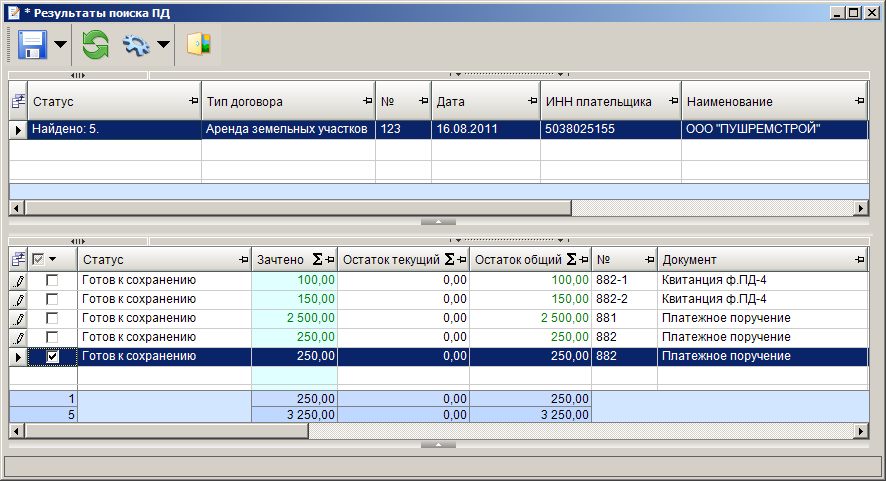 * Результаты поиска ПД
Статус Тип договора № Дата ИНН плательщика Наименование
Найдено: 5. Аренда земельных участков 123 16.08.2011 5038025155 ООО "ПУШРЕМСТРОЙ"
Статус Зачтено Σ Остаток текущий Σ Остаток общий Σ № Документ
Готов к сохранению 100,00 0,00 100,00 882-1 Квитанция ф.ПД-4
Готов к сохранению 150,00 0,00 150,00 882-2 Квитанция ф.ПД-4
Готов к сохранению 2 500,00 0,00 2 500,00 881 Платежное поручение
Готов к сохранению 250,00 0,00 250,00 882 Платежное поручение
Готов к сохранению 250,00 0,00 250,00 882 Платежное поручение
1 250,00 0,00 250,00
5 3 250,00 0,00 3 250,00